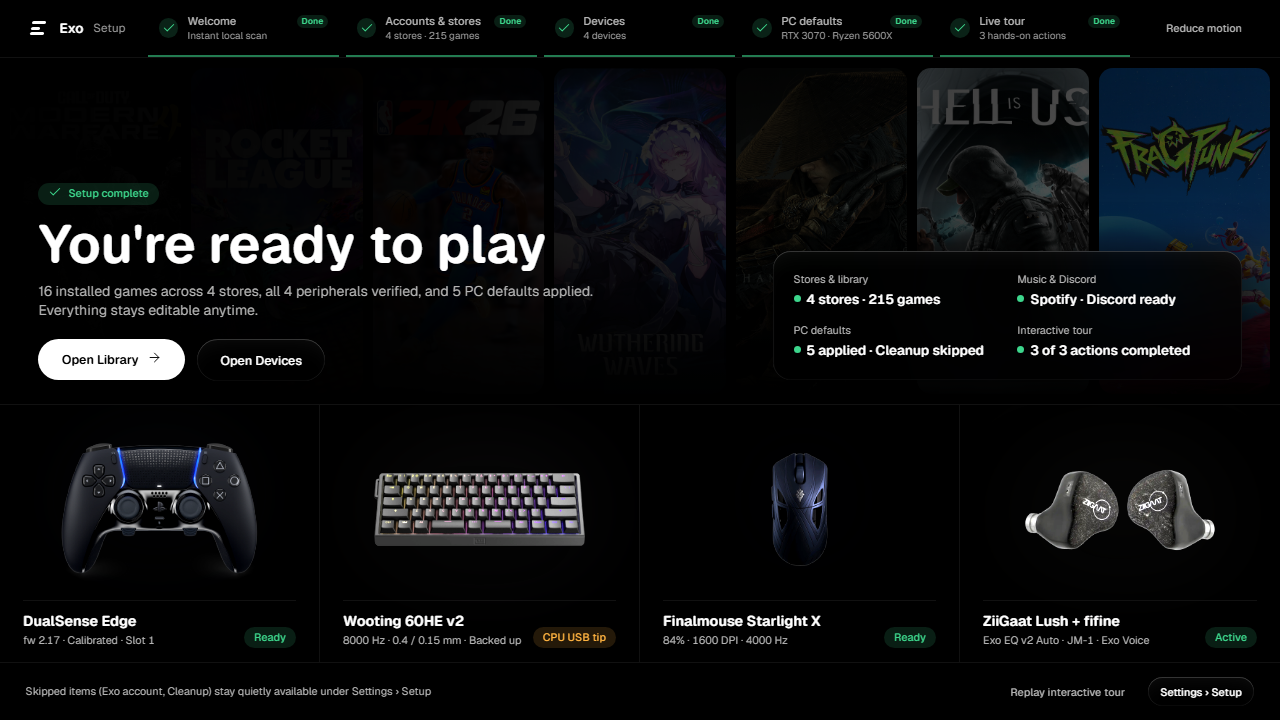 Exo Setup
Welcome
Done
Instant local scan
Accounts & stores
Done
4 stores · 215 games
Devices
Done
4 devices
PC defaults
Done
RTX 3070 · Ryzen 5600X
Live tour
Done
3 hands-on actions
Reduce motion
ROCKET
LEAGUE
2K26
WUTHERING
WAVES
HELL IS US
FRAGPUNK
Setup complete
You're ready to play
16 installed games across 4 stores, all 4 peripherals verified, and 5 PC defaults applied.
Everything stays editable anytime.
Open Library →
Open Devices
Stores & library
4 stores · 215 games
Music & Discord
Spotify · Discord ready
PC defaults
5 applied · Cleanup skipped
Interactive tour
3 of 3 actions completed
ZIIGAAT
ZIIGAAT
DualSense Edge
fw 2.17 · Calibrated · Slot 1
Ready
Wooting 60HE v2
8000 Hz · 0.4 / 0.15 mm · Backed up
CPU USB tip
Finalmouse Starlight X
84% · 1600 DPI · 4000 Hz
Ready
ZiiGaat Lush + fifine
Exo EQ v2 Auto · JM-1 · Exo Voice
Active
Skipped items (Exo account, Cleanup) stay quietly available under Settings › Setup
Replay interactive tour
Settings › Setup